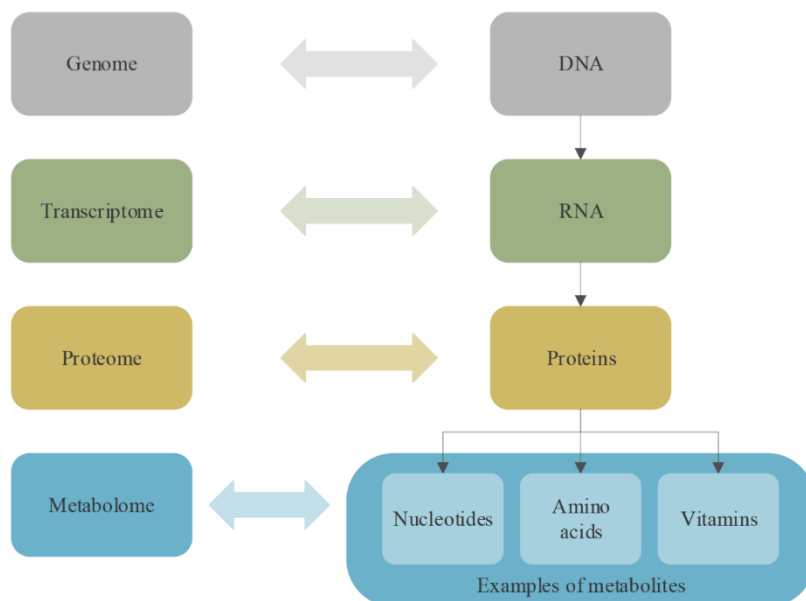 Genome
DNA
Transcriptome
RNA
Proteome
Proteins
Metabolome
Nucleotides
Amino
acids
Vitamins
Examples of metabolites